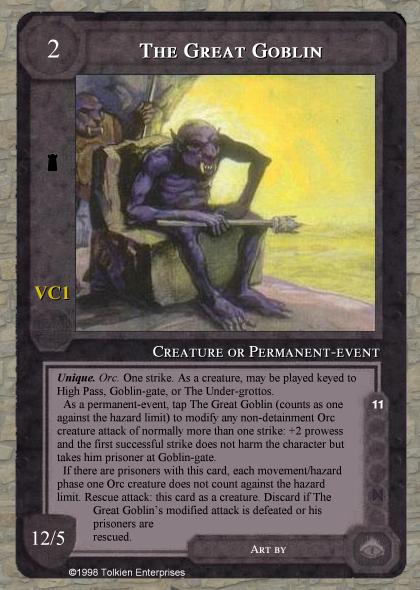 2
THE GREAT GOBLIN
VC1
CREATURE OR PERMANENT-EVENT
Unique. Orc. One strike. As a creature, may be played keyed to
High Pass, Goblin-gate, or The Under-grottos.
As a permanent-event, tap The Great Goblin (counts as one
against the hazard limit) to modify any non-detainment Orc
creature attack of normally more than one strike: +2 prowess
and the first successful strike does not harm the character but
takes him prisoner at Goblin-gate.
If there are prisoners with this card, each movement/hazard
phase one Orc creature does not count against the hazard
limit. Rescue attack: this card as a creature. Discard if The
Great Goblin's modified attack is defeated or his
prisoners are
rescued.
11
12/5
ART BY
©1998 Tolkien Enterprises